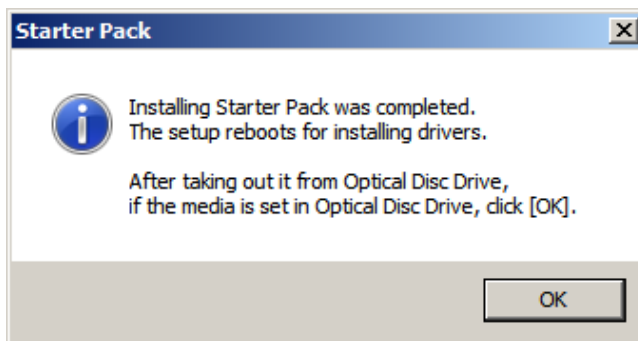 Starter Pack
Installing Starter Pack was completed.
The setup reboots for installing drivers.
After taking out it from Optical Disc Drive,
if the media is set in Optical Disc Drive, click [OK].
OK